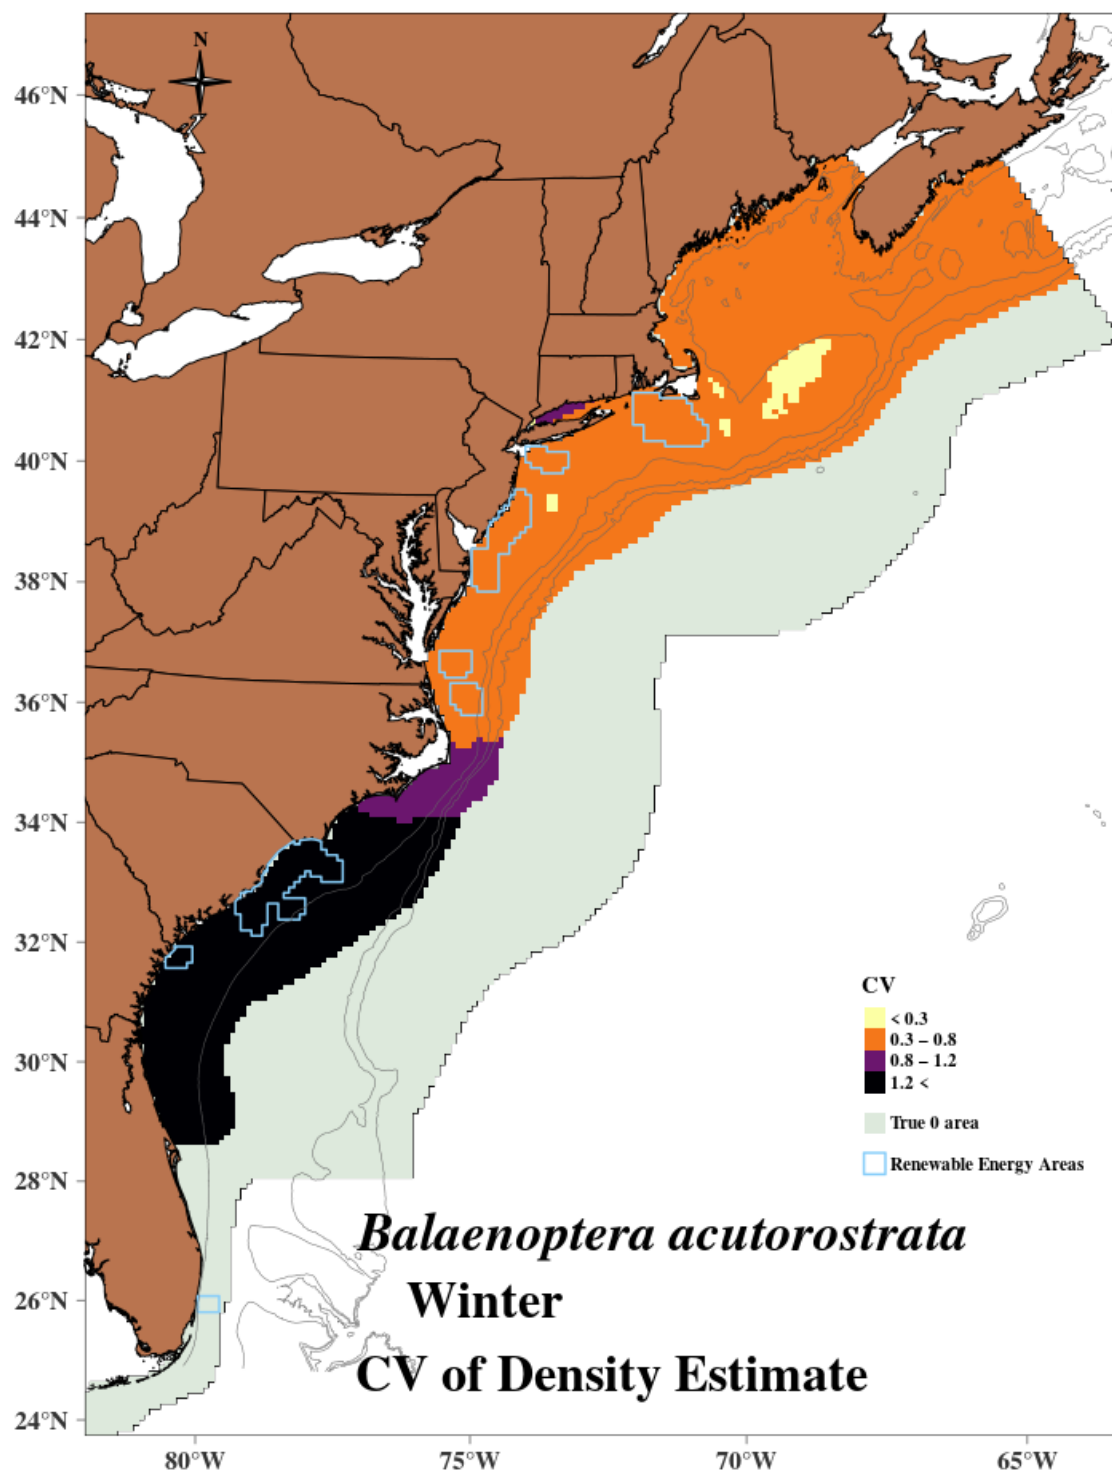 N
46°N
44°N
42°N
40°N
38°N
36°N
34°N
32°N
30°N
28°N
26°N
24°N
CV
< 0.3
0.3 – 0.8
0.8 – 1.2
1.2 <
True 0 area
Renewable Energy Areas
Balaenoptera acutorostrata
Winter
CV of Density Estimate
80°W
75°W
70°W
65°W